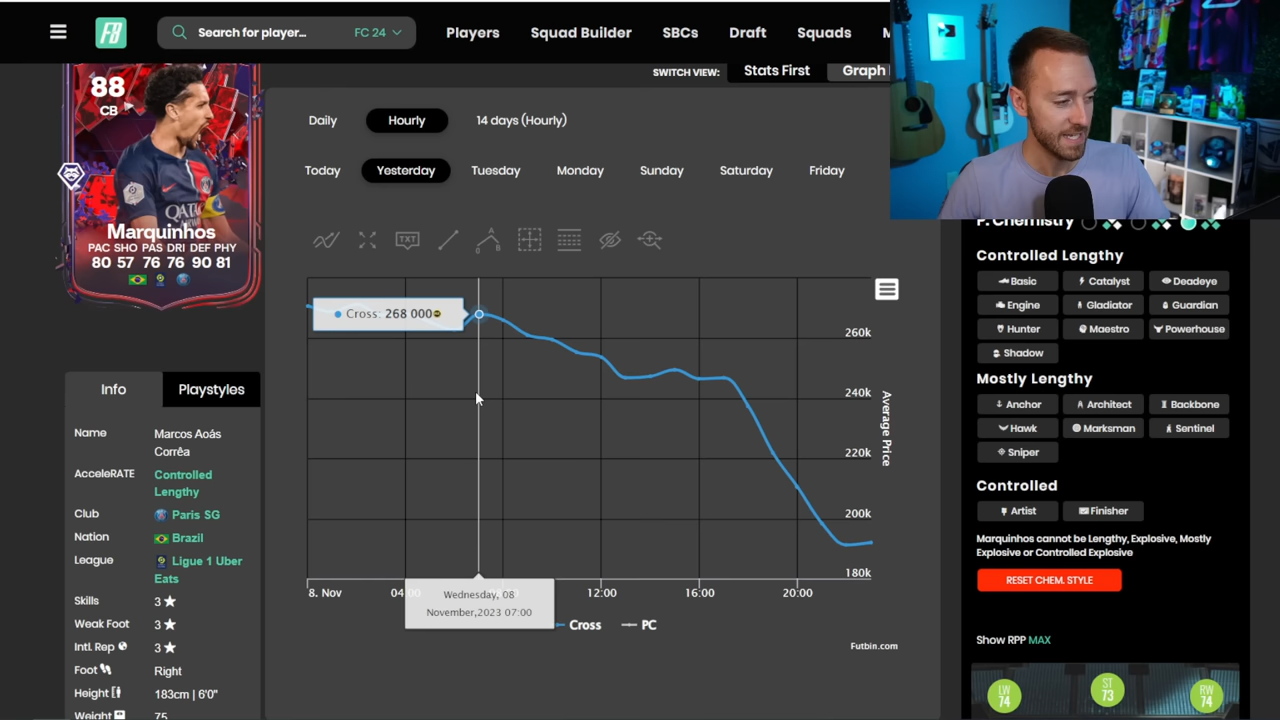 FB
Search for player...
FC 24
Players
Squad Builder
SBCs
Draft
Squads
SWITCH VIEW:
Stats First
Graph
88
CB
QATAR
Marquinhos
PAC SHO PAS DRI DEF PHY
80 57 76 76 90 81
Daily
Hourly
14 days (Hourly)
Today
Yesterday
Tuesday
Monday
Sunday
Saturday
Friday
TXT
A
B
Cross: 268 000
260k
240k
220k
200k
180k
Average Price
8. Nov
12:00
16:00
20:00
Wednesday, 08
November,2023 07:00
Cross
PC
Futbin.com
Info
Playstyles
Name
Marcos Aoás
Corrêa
AcceleRATE
Controlled
Lengthy
Club
Paris SG
Nation
Brazil
League
Ligue 1 Uber
Eats
Skills
3
Weak Foot
3
Intl. Rep
3
Foot
Right
Height
183cm | 6'0"
Weight
75
P. Chemistry
Controlled Lengthy
Basic
Catalyst
Deadeye
Engine
Gladiator
Guardian
Hunter
Maestro
Powerhouse
Shadow
Mostly Lengthy
Anchor
Architect
Backbone
Hawk
Marksman
Sentinel
Sniper
Controlled
Artist
Finisher
Marquinhos cannot be Lengthy, Explosive, Mostly
Explosive or Controlled Explosive
RESET CHEM. STYLE
Show RPP MAX
LW
74
ST
73
RW
74